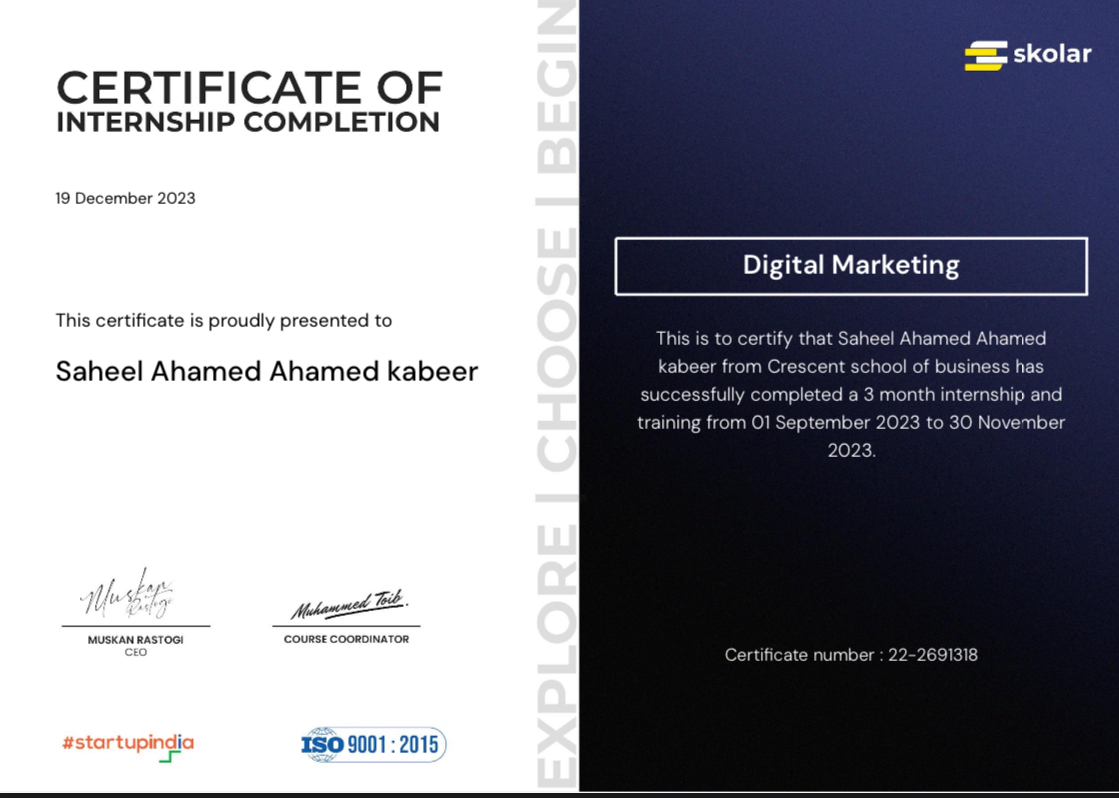 CERTIFICATE OF
INTERNSHIP COMPLETION
19 December 2023
This certificate is proudly presented to
Saheel Ahamed Ahamed kabeer
Muskan
Rastogi
MUSKAN RASTOGI
CEO
Muhammed Toib.
COURSE COORDINATOR
#startupindia
ISO 9001 : 2015
EXPLORE | CHOOSE | BEGIN
skolar
Digital Marketing
This is to certify that Saheel Ahamed Ahamed
kabeer from Crescent school of business has
successfully completed a 3 month internship and
training from 01 September 2023 to 30 November
2023.
Certificate number : 22-2691318